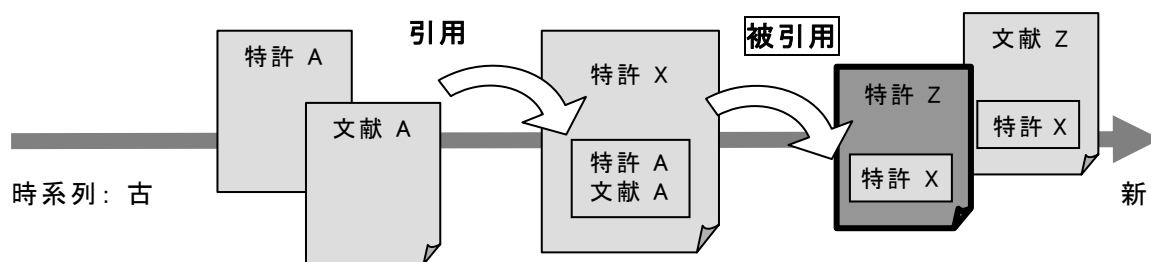 特許 A
文献 A
引用
特許 X
特許 A
文献 A
被引用
特許 Z
特許 X
文献 Z
特許 X
時系列: 古
新